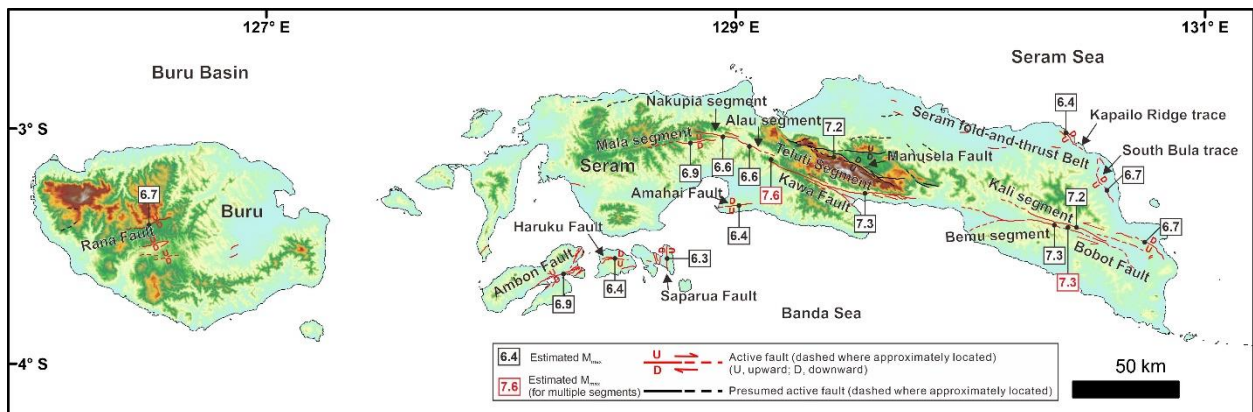 127° E
129° E
131° E
Buru Basin
Seram Sea
Nakupia segment
Alau segment
6.4
Kapailo Ridge trace
-3° S
-3° S
Mala segment
7.2
Seram fold-and-thrust Belt
South Bula trace
U
D
Seram
6.9
6.6
6.6
Teluti Segment
U
D
Manusela Fault
D
U
6.7
6.7
Buru
Amahai Fault
7.6
Kawa Fault
Kali segment
7.2
Rana Fault
D
U
Haruku Fault
6.4
7.3
Bemu segment
6.7
D
U
D
U
Ambon Fault
U
D
D
U
6.3
7.3
Bobot Fault
6.9
6.4
Saparua Fault
7.3
Banda Sea
-4° S
-4° S
6.4 Estimated Mmax
U
D
Active fault (dashed where approximately located)
(U, upward; D, downward)
7.6 Estimated Mmax
(for multiple segments)
Presumed active fault (dashed where approximately located)
50 km